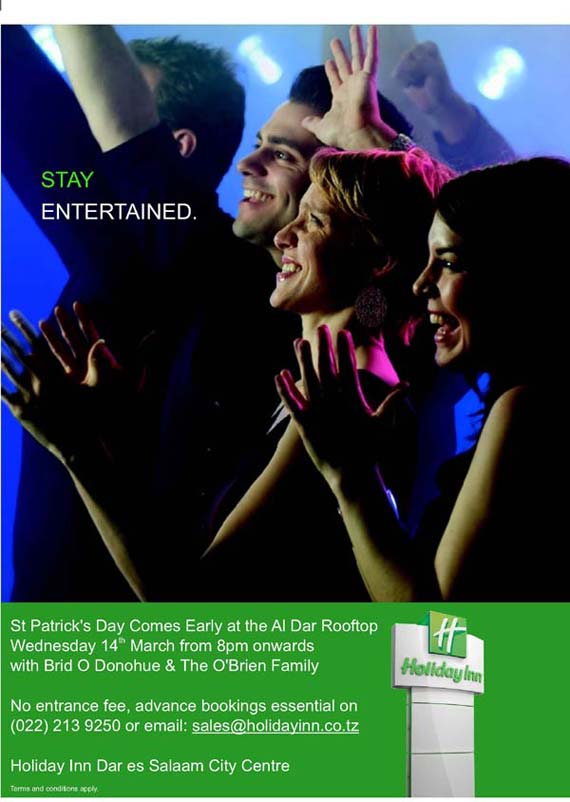 STAY
ENTERTAINED.
St Patrick's Day Comes Early at the Al Dar Rooftop
Wednesday 14th March from 8pm onwards
with Brid O Donohue & The O'Brien Family
No entrance fee, advance bookings essential on
(022) 213 9250 or email: sales@holidayinn.co.tz
Holiday Inn Dar es Salaam City Centre
Terms and conditions apply.
H
Holiday Inn